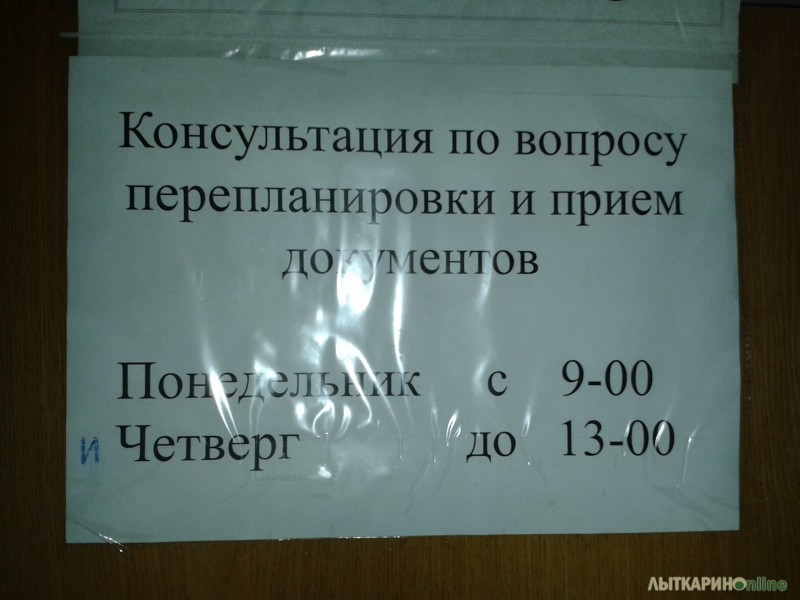 Консультация по вопросу
перепланировки и прием
документов
Понедельник с 9-00
и Четверг до 13-00
ЛЫТКАРИНОonline